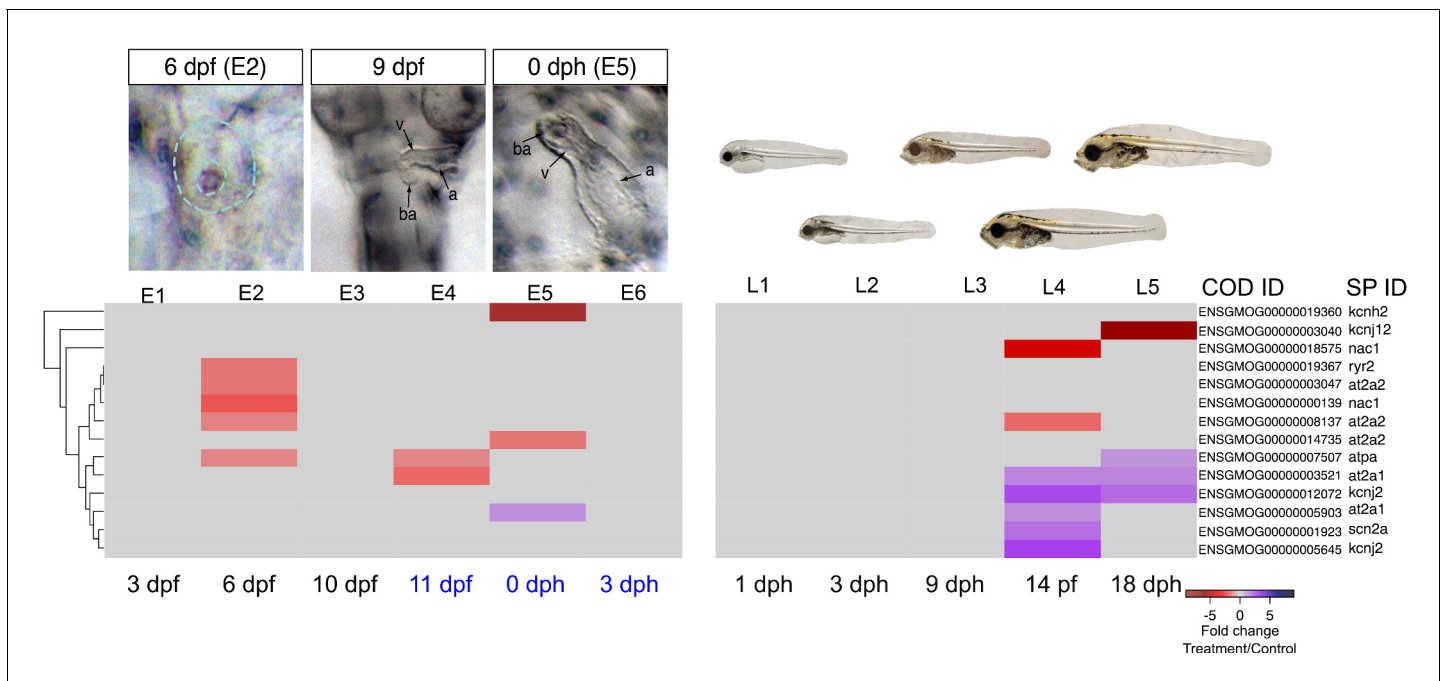 6 dpf (E2) 9 dpf 0 dph (E5)
v
ba
a
ba
v
a
E1 E2 E3 E4 E5 E6 L1 L2 L3 L4 L5 COD ID SP ID
ENSGMOG00000019360 kcnh2
ENSGMOG00000003040 kcnj12
ENSGMOG00000018575 nac1
ENSGMOG00000019367 ryr2
ENSGMOG00000003047 at2a2
ENSGMOG00000000139 nac1
ENSGMOG00000008137 at2a2
ENSGMOG00000014735 at2a2
ENSGMOG00000007507 atpa
ENSGMOG00000003521 at2a1
ENSGMOG00000012072 kcnj2
ENSGMOG00000005903 at2a1
ENSGMOG00000001923 scn2a
ENSGMOG00000005645 kcnj2
3 dpf 6 dpf 10 dpf 11 dpf 0 dph 3 dph 1 dph 3 dph 9 dph 14 pf 18 dph
-5 0 5
Fold change
Treatment/Control